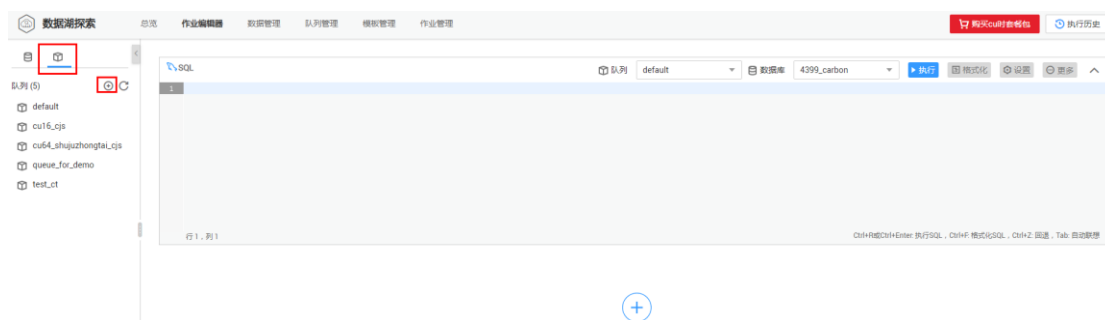 数据湖探索 总览 作业编辑器 数据管理 队列管理 模板管理 作业管理 购买cu时套餐包 执行历史
SQL 队列 default 数据库 4399_carbon 执行 格式化 设置 更多
队列 (5)
1
default
cu16_cjs
cu64_shujuzhongtai_cjs
queue_for_demo
test_ct
行 1 , 列 1 Ctrl+R或Ctrl+Enter: 执行SQL , Ctrl+F: 格式化SQL , Ctrl+Z: 回退 , Tab: 自动联想